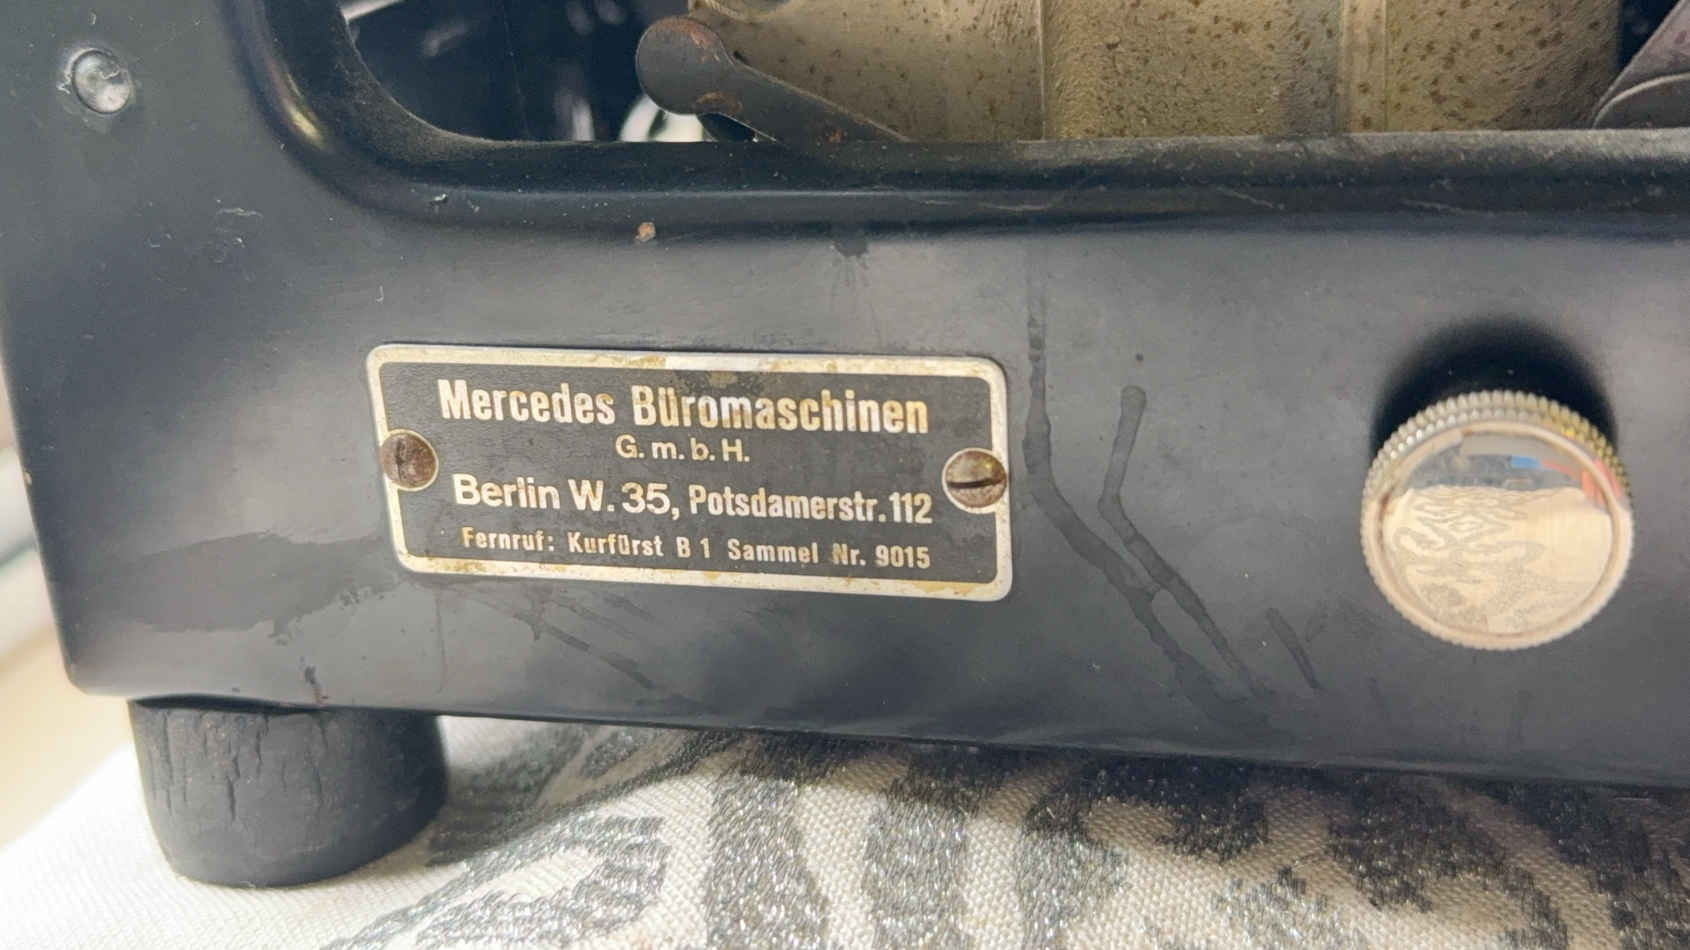 Mercedes Büromaschinen
G.m.b.H.
Berlin W.35, Potsdamerstr.112
Fernruf: Kurfürst B 1 Sammel Nr. 9015